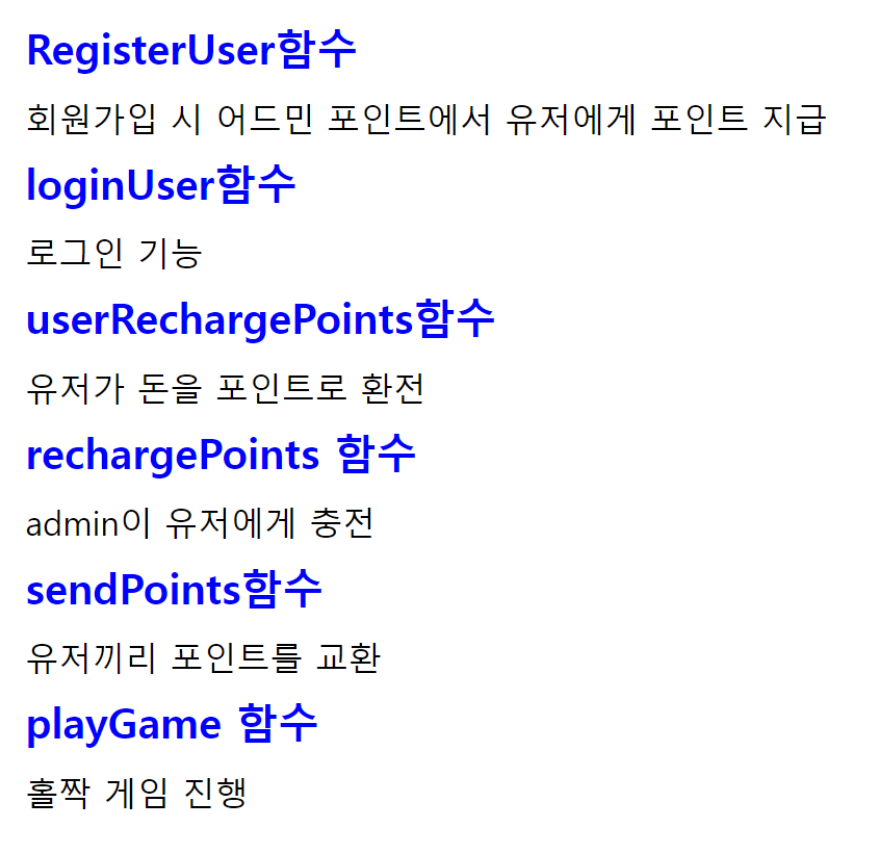 RegisterUser함수
회원가입 시 어드민 포인트에서 유저에게 포인트 지급
loginUser함수
로그인 기능
userRechargePoints함수
유저가 돈을 포인트로 환전
rechargePoints 함수
admin이 유저에게 충전
sendPoints함수
유저끼리 포인트를 교환
playGame 함수
홀짝 게임 진행